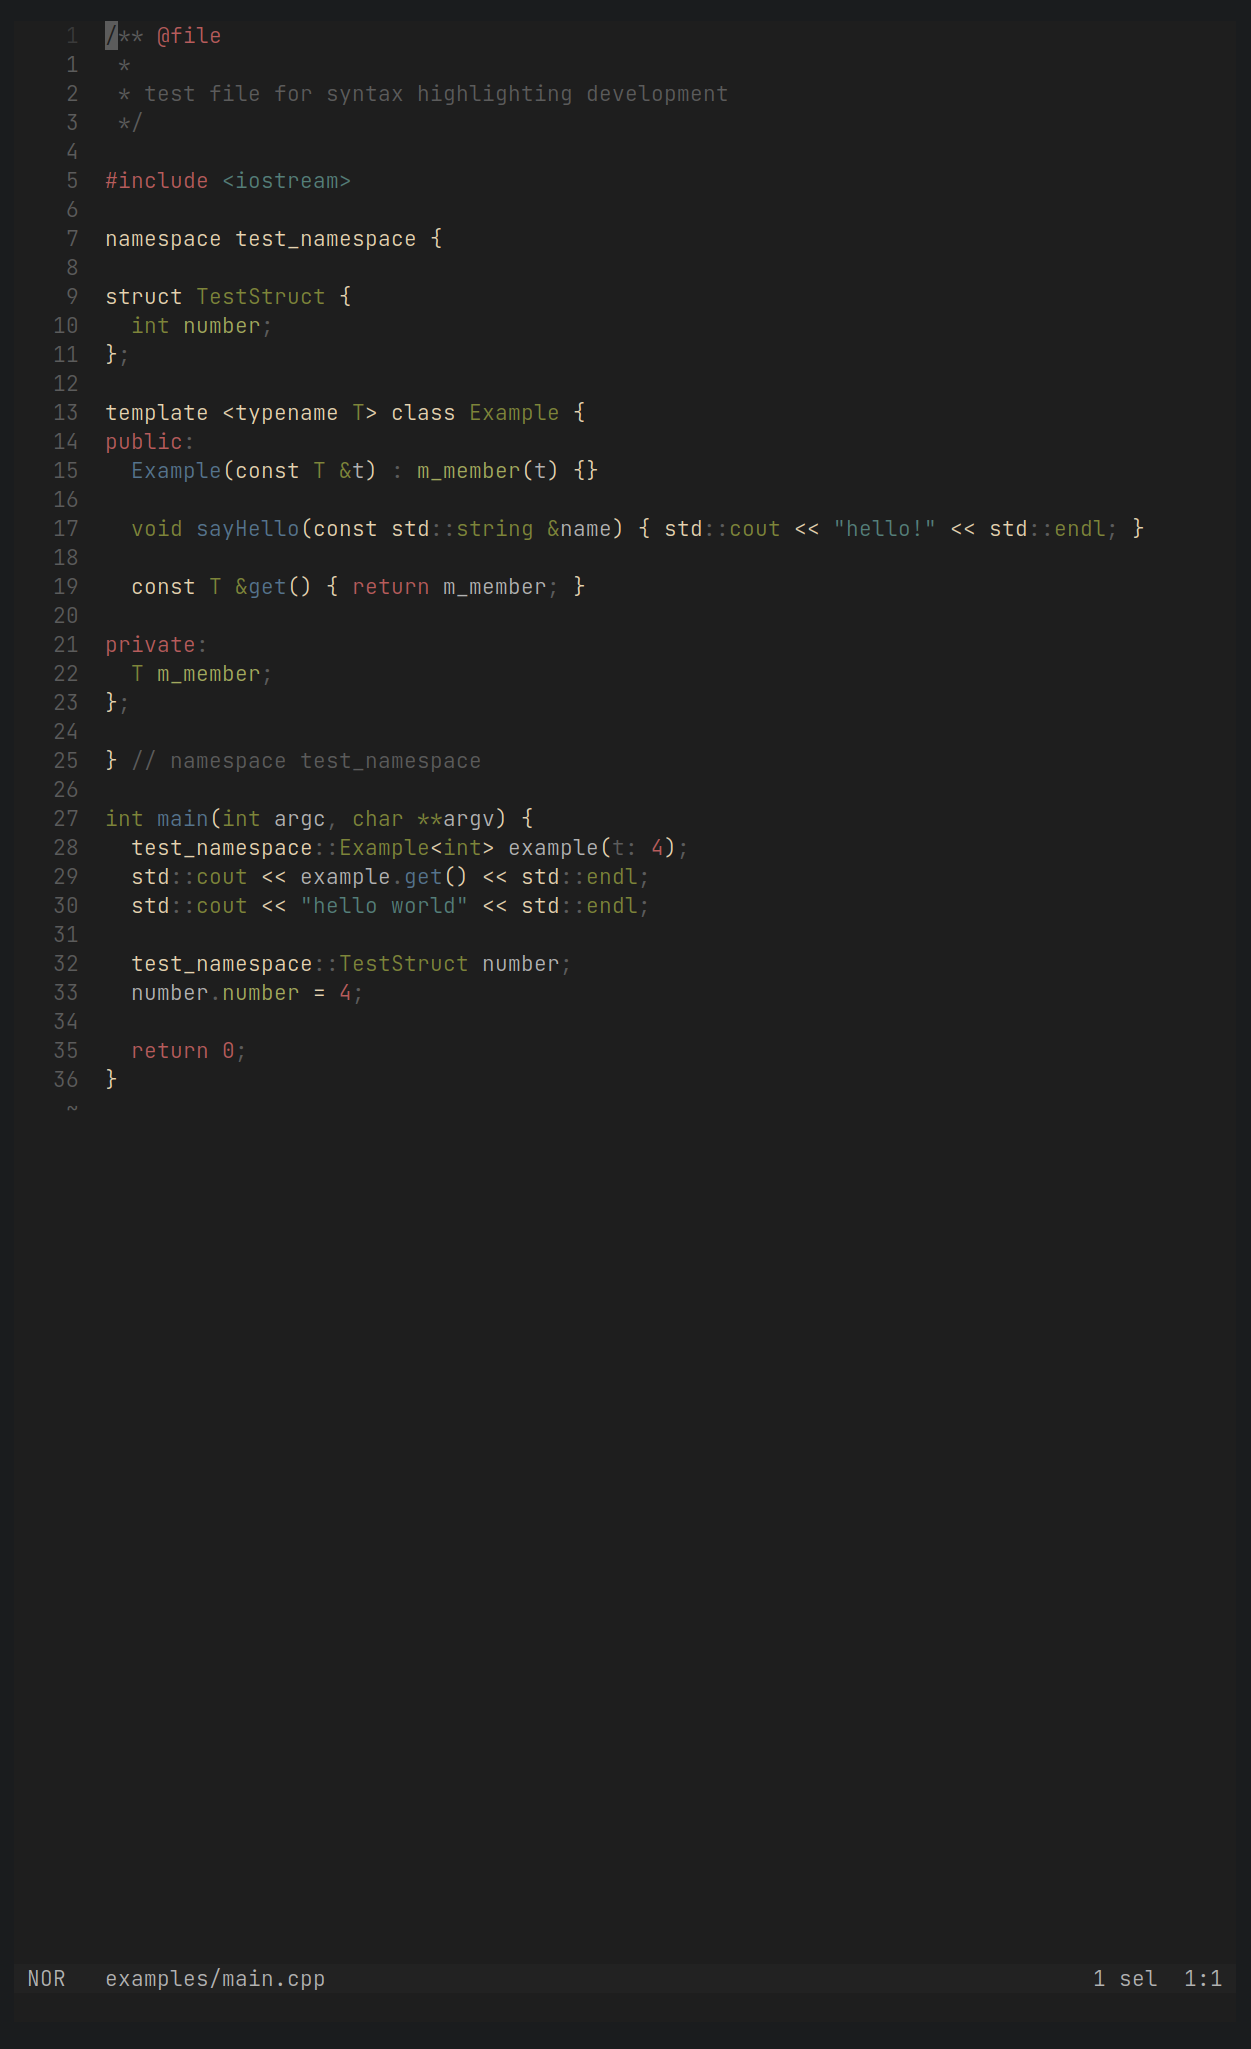 1 /** @file
1  *
2  * test file for syntax highlighting development
3  */
4
5 #include <iostream>
6
7 namespace test_namespace {
8
9 struct TestStruct {
10   int number;
11 };
12
13 template <typename T> class Example {
14 public:
15   Example(const T &t) : m_member(t) {}
16
17   void sayHello(const std::string &name) { std::cout << "hello!" << std::endl; }
18
19   const T &get() { return m_member; }
20
21 private:
22   T m_member;
23 };
24
25 } // namespace test_namespace
26
27 int main(int argc, char **argv) {
28   test_namespace::Example<int> example(t: 4);
29   std::cout << example.get() << std::endl;
30   std::cout << "hello world" << std::endl;
31
32   test_namespace::TestStruct number;
33   number.number = 4;
34
35   return 0;
36 }
~
NOR   examples/main.cpp   1 sel  1:1